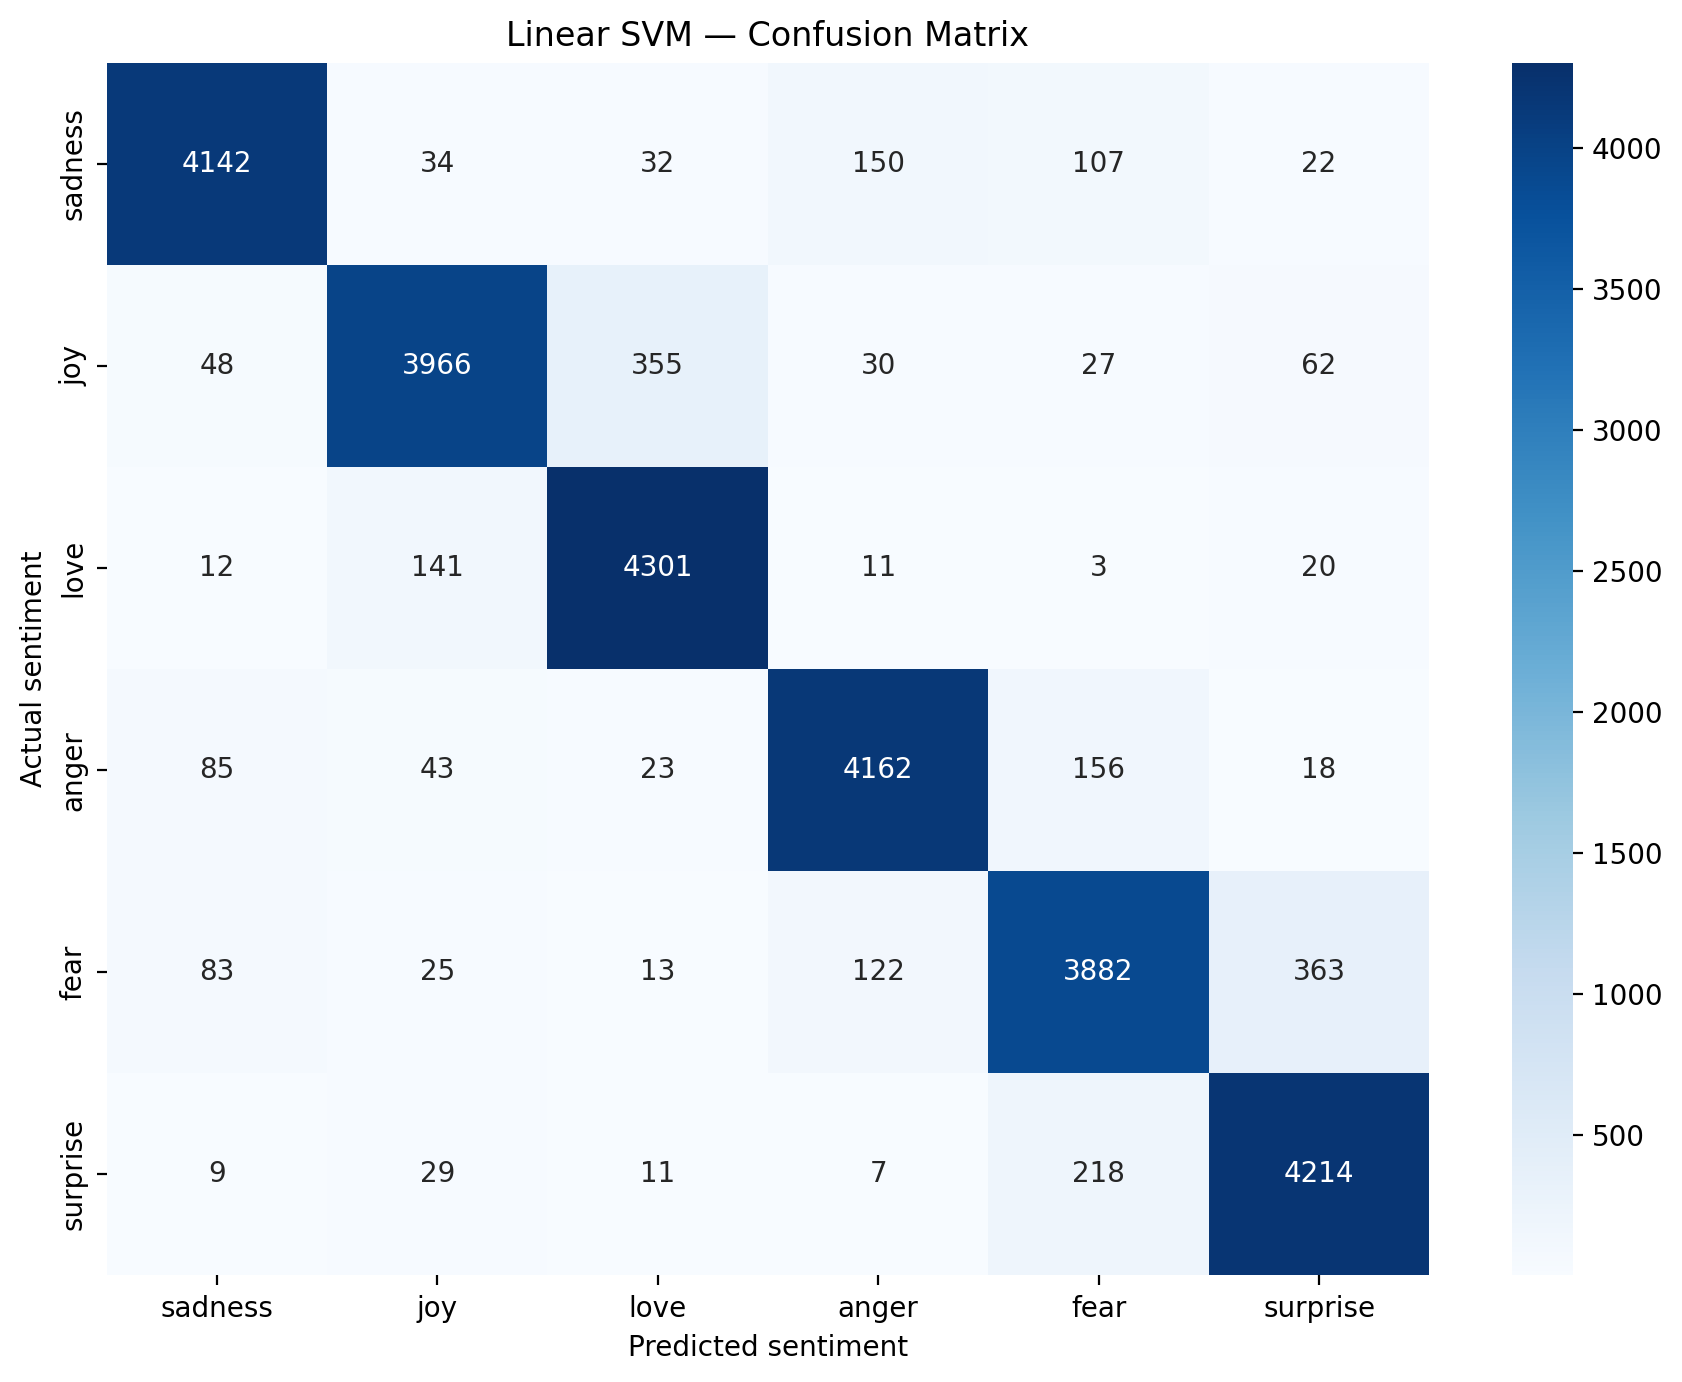 Linear SVM — Confusion Matrix
Actual sentiment
sadness 4142 34 32 150 107 22
joy 48 3966 355 30 27 62
love 12 141 4301 11 3 20
anger 85 43 23 4162 156 18
fear 83 25 13 122 3882 363
surprise 9 29 11 7 218 4214
sadness joy love anger fear surprise
Predicted sentiment
4000
3500
3000
2500
2000
1500
1000
500